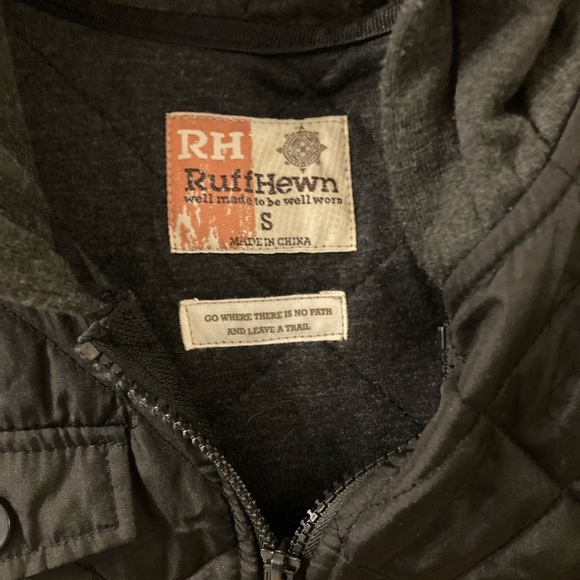 RH
RuffHewn
well made to be well worn
S
MADE IN CHINA
GO WHERE THERE IS NO PATH
AND LEAVE A TRAIL